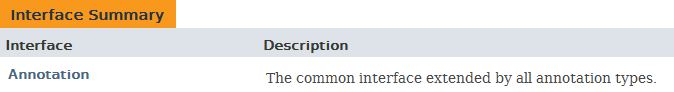 Interface Summary
Interface Description
Annotation The common interface extended by all annotation types.